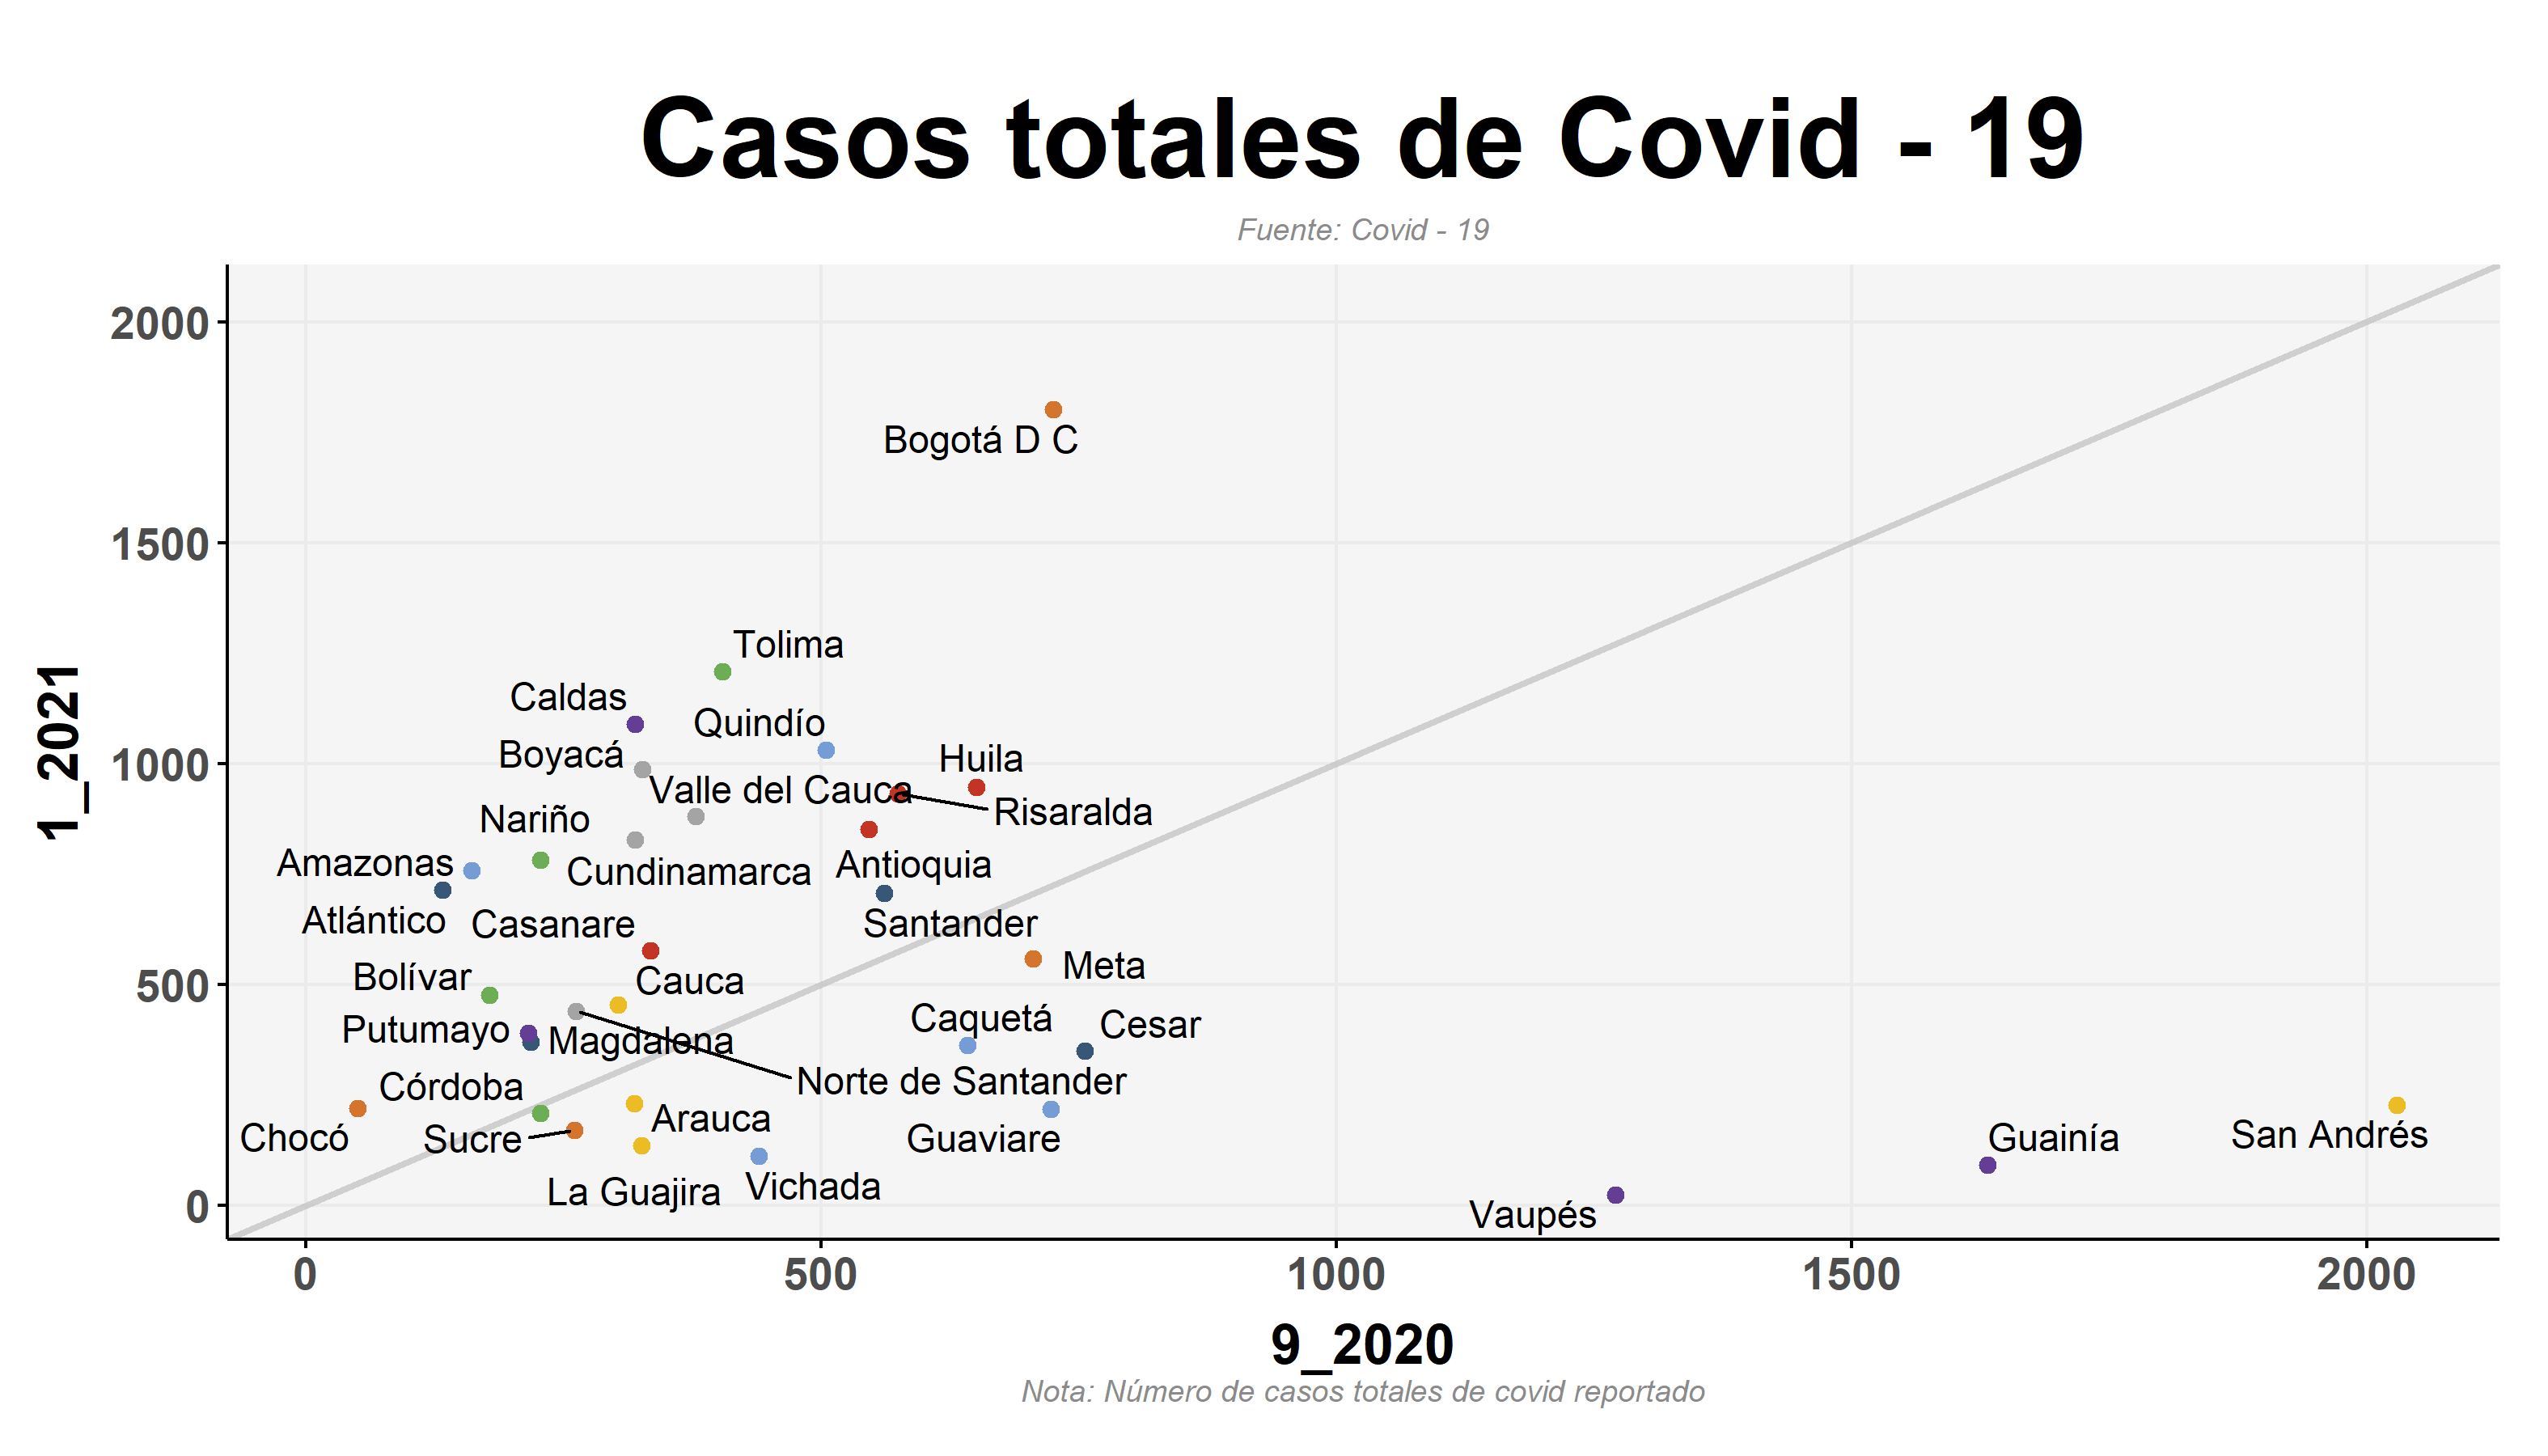 Casos totales de Covid - 19
Fuente: Covid - 19
2000
Bogotá D C
1500
Tolima
Caldas
Quindío
Boyacá
1000
Huila
Valle del Cauca
Risaralda
Nariño
Amazonas
Cundinamarca
Antioquia
Atlántico
Casanare
Santander
Meta
Bolívar
Cauca
500
Caquetá
Cesar
Putumayo
Magdalena
Córdoba
Norte de Santander
Arauca
Chocó
Sucre
Guaviare
Guainía
San Andrés
La Guajira
Vichada
Vaupés
0
1_2021
0 500 1000 1500 2000
9_2020
Nota: Número de casos totales de covid reportado